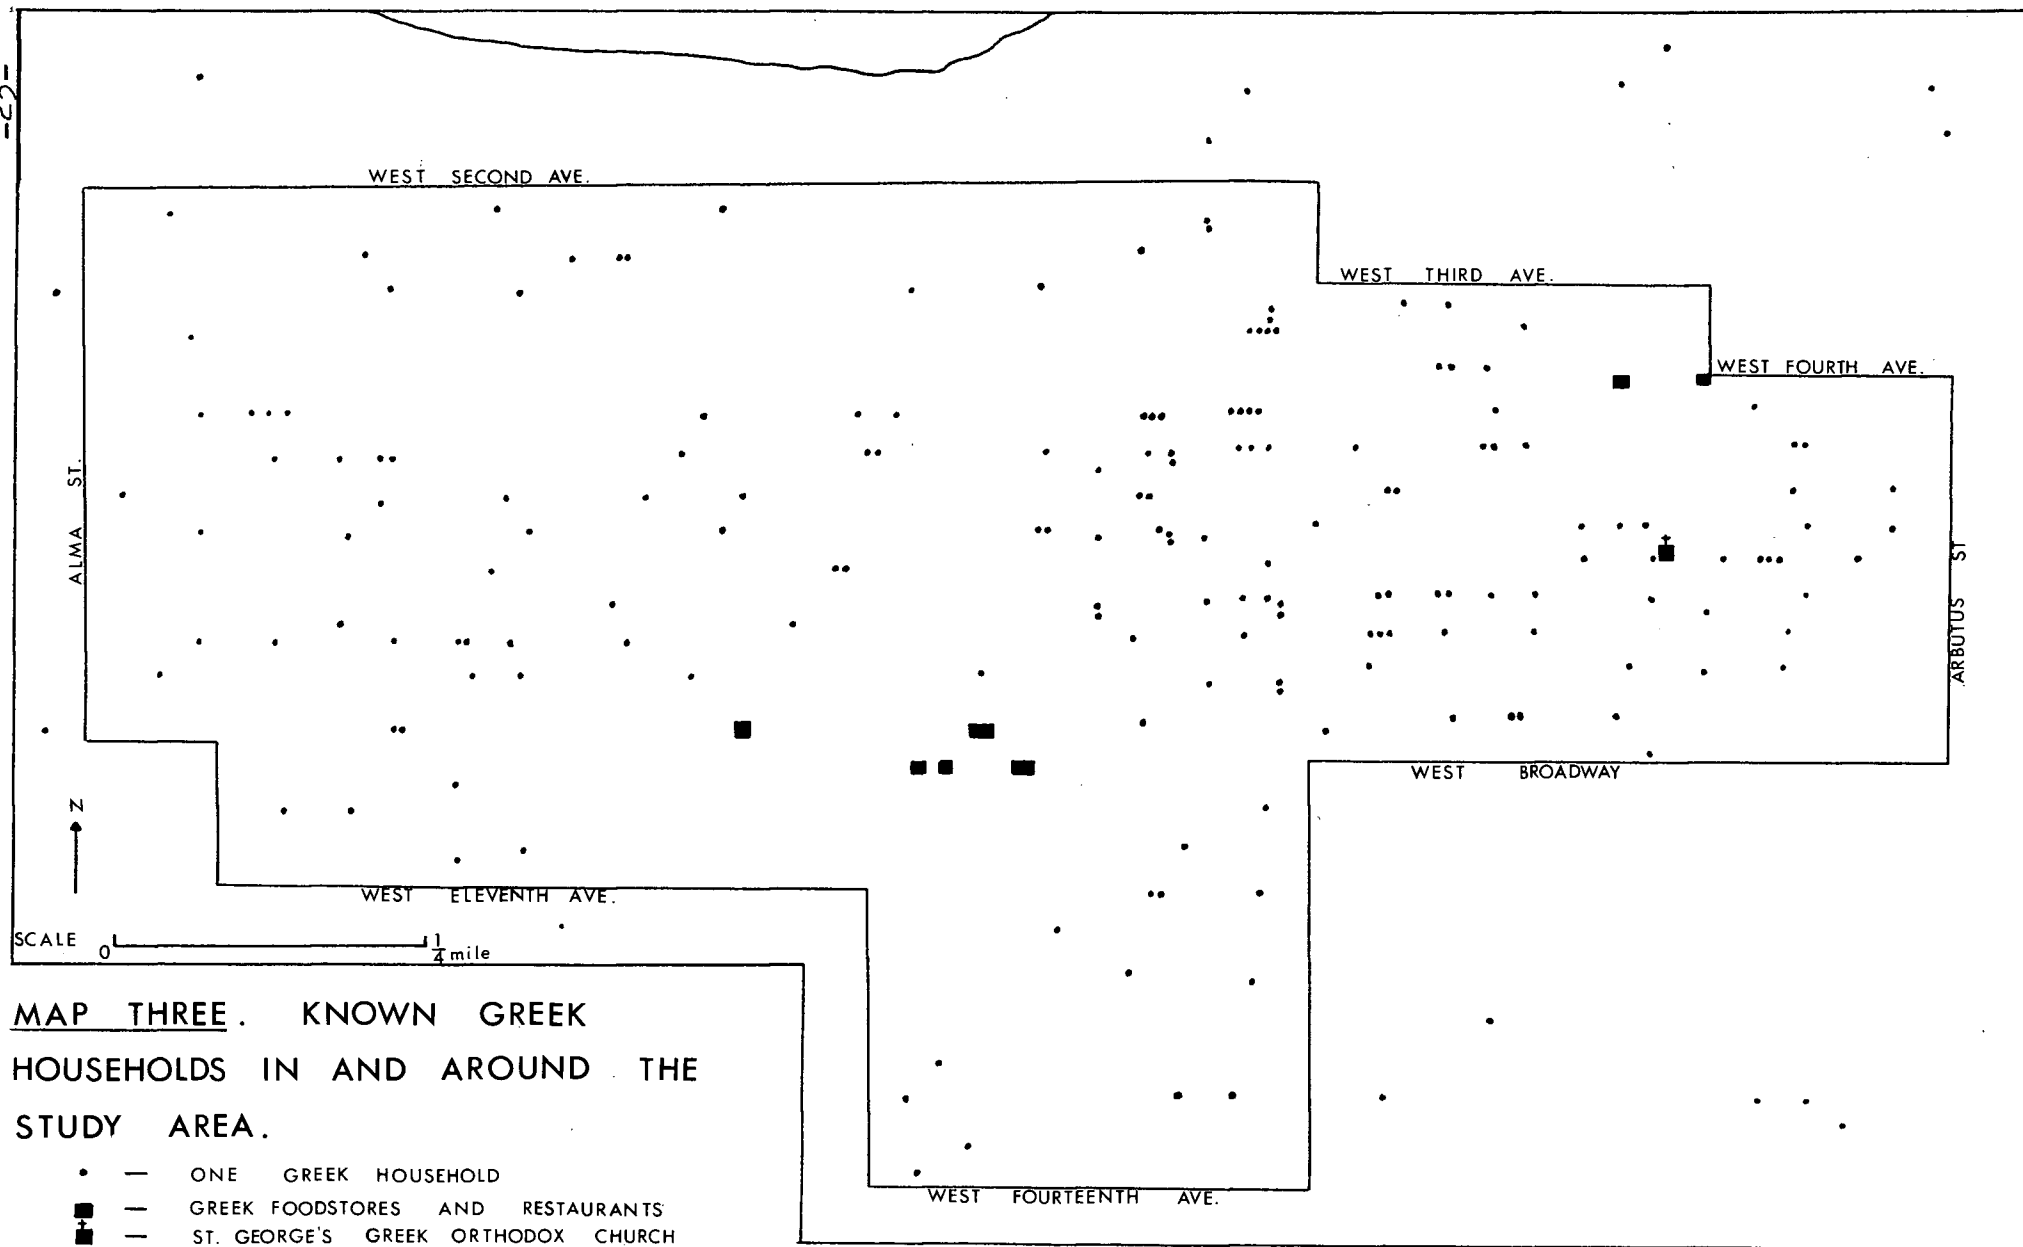 -22-
WEST SECOND AVE.
WEST THIRD AVE.
WEST FOURTH AVE.
ALMA ST.
ARBUTUS ST
WEST BROADWAY
N
WEST ELEVENTH AVE.
SCALE 0 1/4 mile
WEST FOURTEENTH AVE.
MAP THREE. KNOWN GREEK
HOUSEHOLDS IN AND AROUND THE
STUDY AREA.
• — ONE GREEK HOUSEHOLD
■ — GREEK FOODSTORES AND RESTAURANTS
— ST. GEORGE'S GREEK ORTHODOX CHURCH